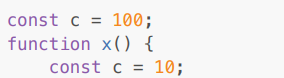 const c = 100;
function x() {
    const c = 10;